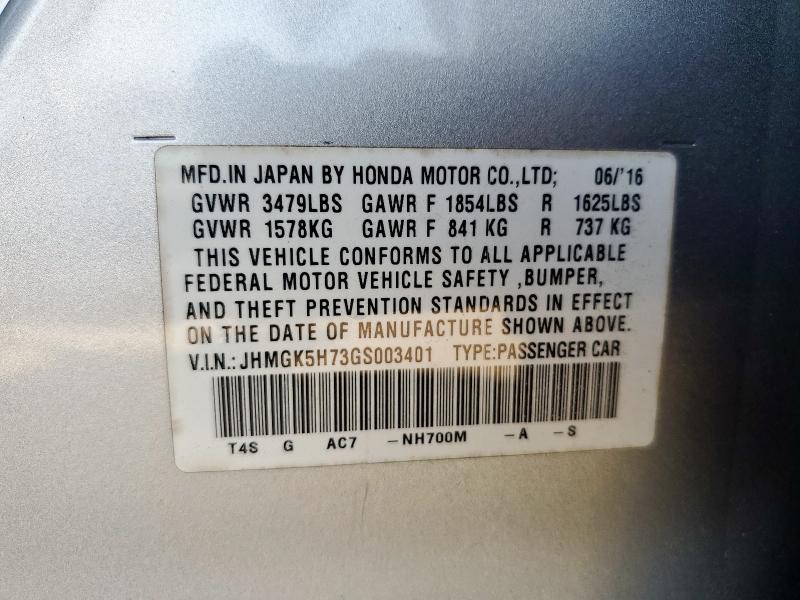 MFD.IN JAPAN BY HONDA MOTOR CO.,LTD; 06/'16
GVWR 3479LBS GAWR F 1854LBS R 1625LBS
GVWR 1578KG GAWR F 841 KG R 737 KG
THIS VEHICLE CONFORMS TO ALL APPLICABLE
FEDERAL MOTOR VEHICLE SAFETY ,BUMPER,
AND THEFT PREVENTION STANDARDS IN EFFECT
ON THE DATE OF MANUFACTURE SHOWN ABOVE.
V.I.N.: JHMGK5H73GS003401 TYPE:PASSENGER CAR
T4S G AC7 -NH700M -A -S